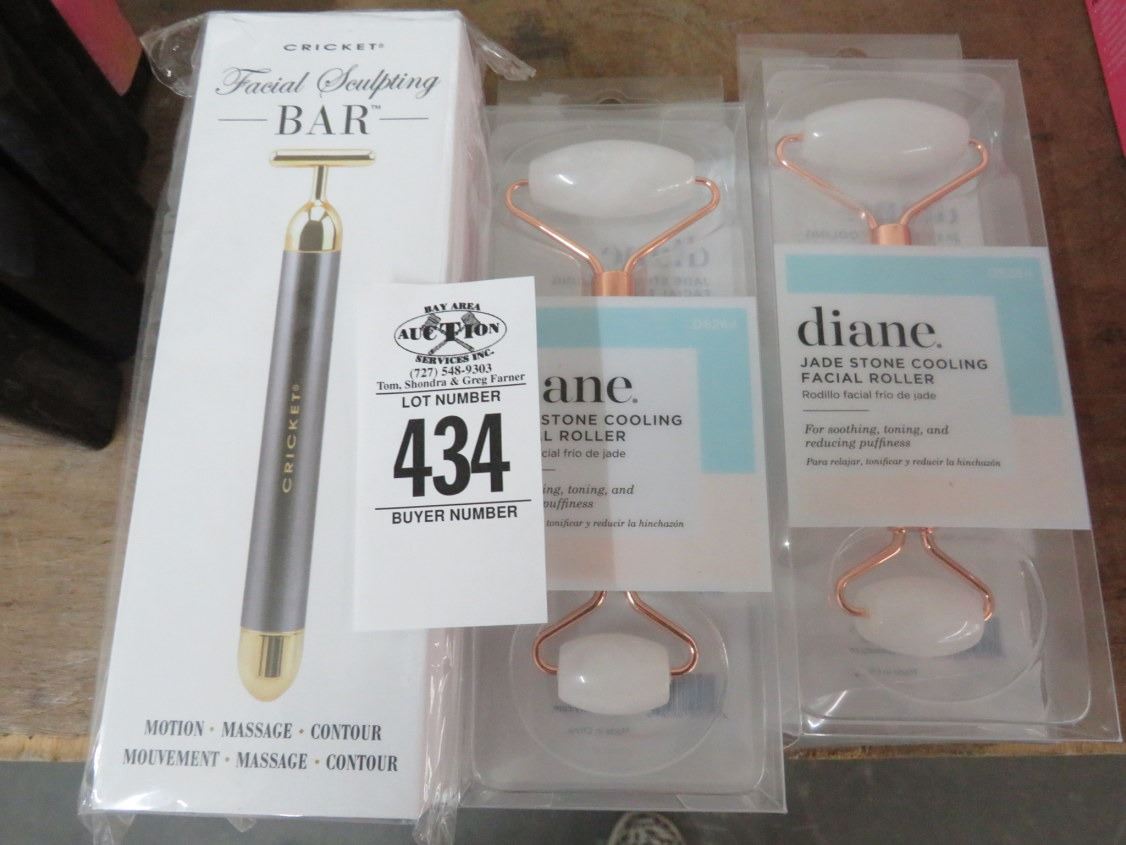 CRICKET®
Facial Sculpting
BAR™
CRICKET®
MOTION • MASSAGE • CONTOUR
MOUVEMENT • MASSAGE • CONTOUR
BAY AREA
AUCTION
SERVICES INC.
(727) 548-9303
Tom, Shondra & Greg Farner
LOT NUMBER
434
BUYER NUMBER
ane.
STONE COOLING
L ROLLER
cial frío de jade
ing, toning, and
puffiness
tonificar y reducir la hinchazón
Made in China
diane.
JADE STONE COOLING
FACIAL ROLLER
Rodillo facial frío de jade
For soothing, toning, and
reducing puffiness
Para relajar, tonificar y reducir la hinchazón